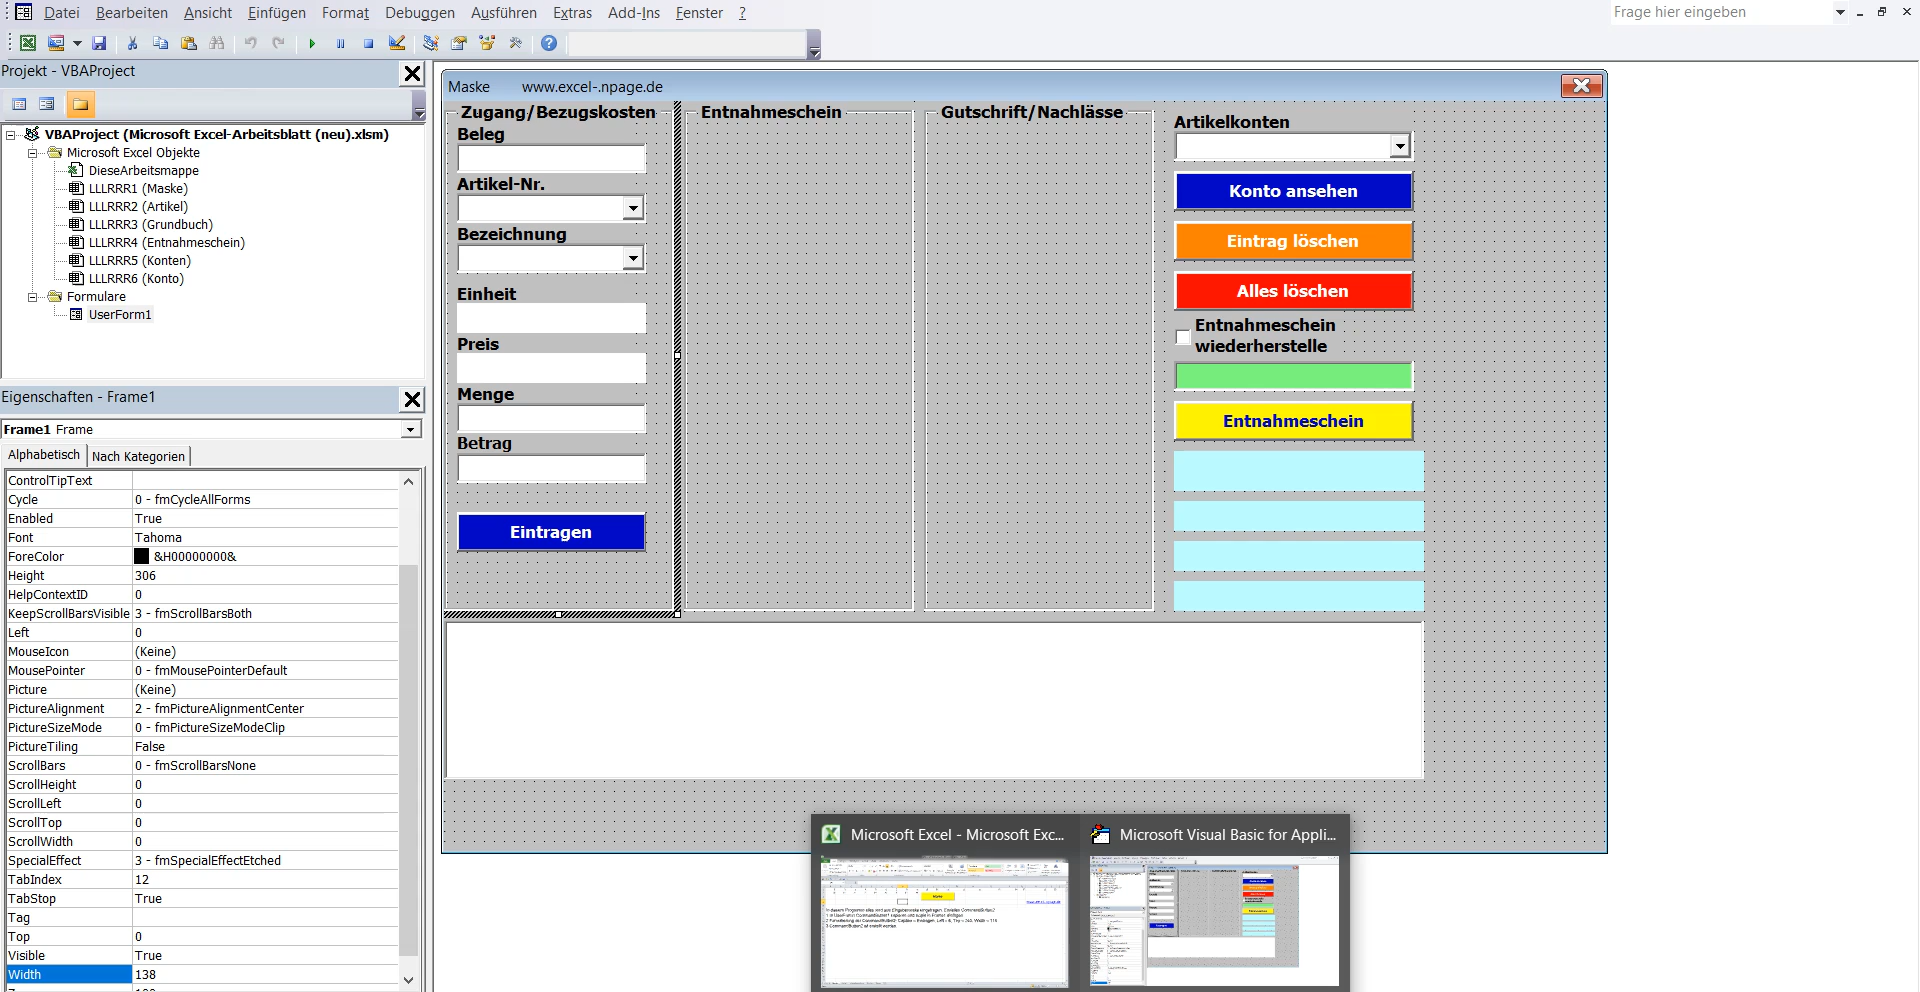 Datei Bearbeiten Ansicht Einfügen Format Debuggen Ausführen Extras Add-Ins Fenster ?
Frage hier eingeben
Projekt - VBAProject
VBAProject (Microsoft Excel-Arbeitsblatt (neu).xlsm)
Microsoft Excel Objekte
DieseArbeitsmappe
LLLRRR1 (Maske)
LLLRRR2 (Artikel)
LLLRRR3 (Grundbuch)
LLLRRR4 (Entnahmeschein)
LLLRRR5 (Konten)
LLLRRR6 (Konto)
Formulare
UserForm1
Eigenschaften - Frame1
Frame1 Frame
Alphabetisch Nach Kategorien
ControlTipText
Cycle 0 - fmCycleAllForms
Enabled True
Font Tahoma
ForeColor &H00000000&
Height 306
HelpContextID 0
KeepScrollBarsVisible 3 - fmScrollBarsBoth
Left 0
MouseIcon (Keine)
MousePointer 0 - fmMousePointerDefault
Picture (Keine)
PictureAlignment 2 - fmPictureAlignmentCenter
PictureSizeMode 0 - fmPictureSizeModeClip
PictureTiling False
ScrollBars 0 - fmScrollBarsNone
ScrollHeight 0
ScrollLeft 0
ScrollTop 0
ScrollWidth 0
SpecialEffect 3 - fmSpecialEffectEtched
TabIndex 12
TabStop True
Tag
Top 0
Visible True
Width 138
Maske www.excel-.npage.de
Zugang/Bezugskosten
Beleg
Artikel-Nr.
Bezeichnung
Einheit
Preis
Menge
Betrag
Eintragen
Entnahmeschein
Gutschrift/Nachlässe
Artikelkonten
Konto ansehen
Eintrag löschen
Alles löschen
Entnahmeschein
wiederherstelle
Entnahmeschein
Microsoft Excel - Microsoft Exc...
Microsoft Visual Basic for Appli...